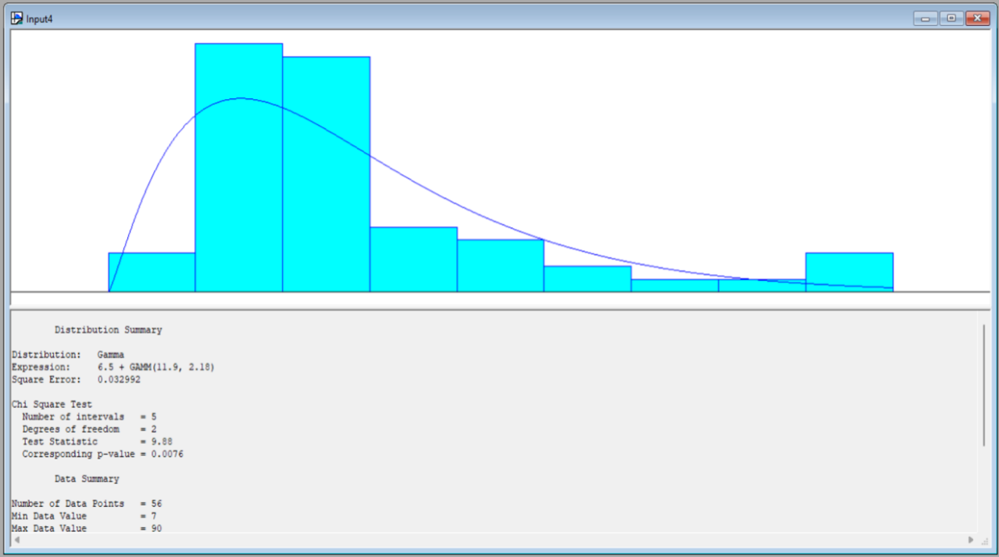 Input4
Distribution Summary
Distribution: Gamma
Expression: 6.5 + GAMM(11.9, 2.18)
Square Error: 0.032992
Chi Square Test
Number of intervals = 5
Degrees of freedom = 2
Test Statistic = 9.88
Corresponding p-value = 0.0076
Data Summary
Number of Data Points = 56
Min Data Value = 7
Max Data Value = 90